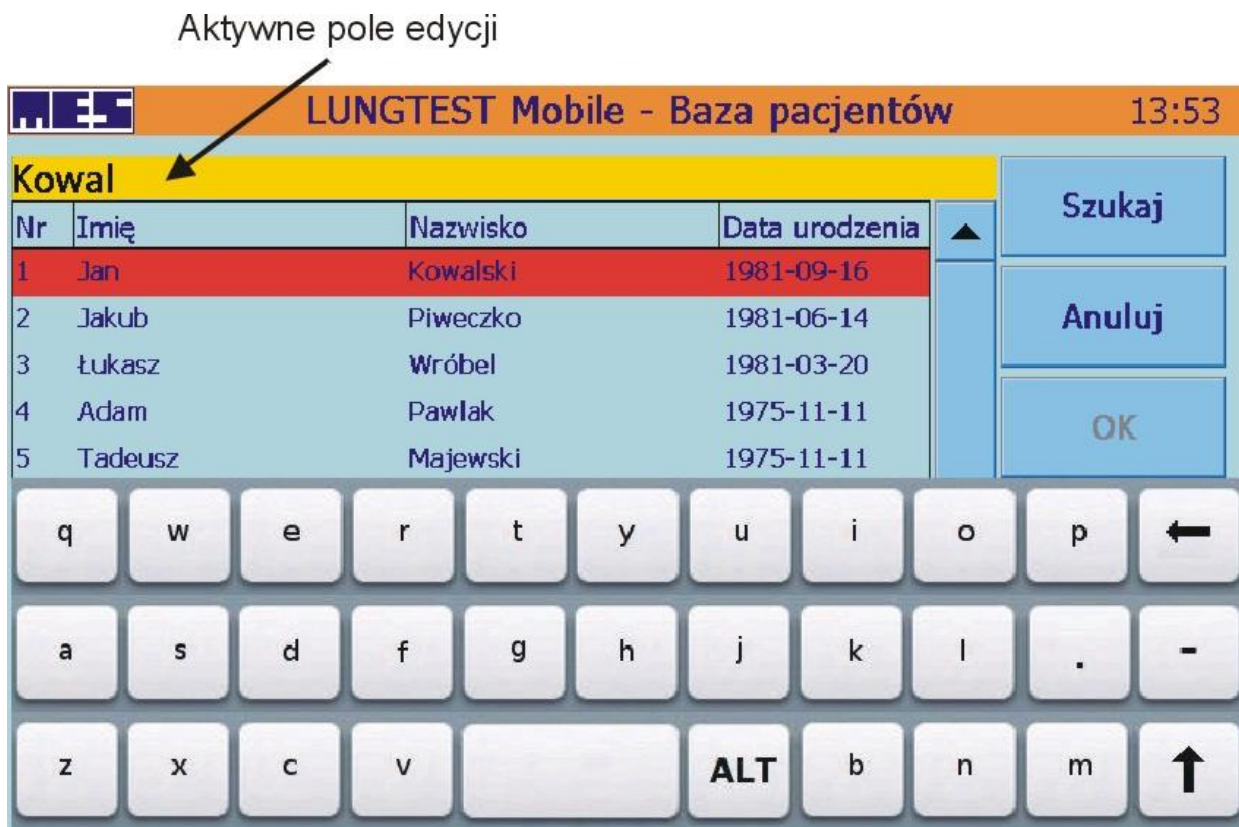 Aktywne pole edycji
MES LUNGTEST Mobile - Baza pacjentów 13:53
Kowal
Szukaj
Nr Imię Nazwisko Data urodzenia
1 Jan Kowalski 1981-09-16
Anuluj
2 Jakub Piweczko 1981-06-14
3 Łukasz Wróbel 1981-03-20
4 Adam Pawlak 1975-11-11
OK
5 Tadeusz Majewski 1975-11-11
q w e r t y u i o p ←
a s d f g h j k l . -
z x c v ALT b n m ↑